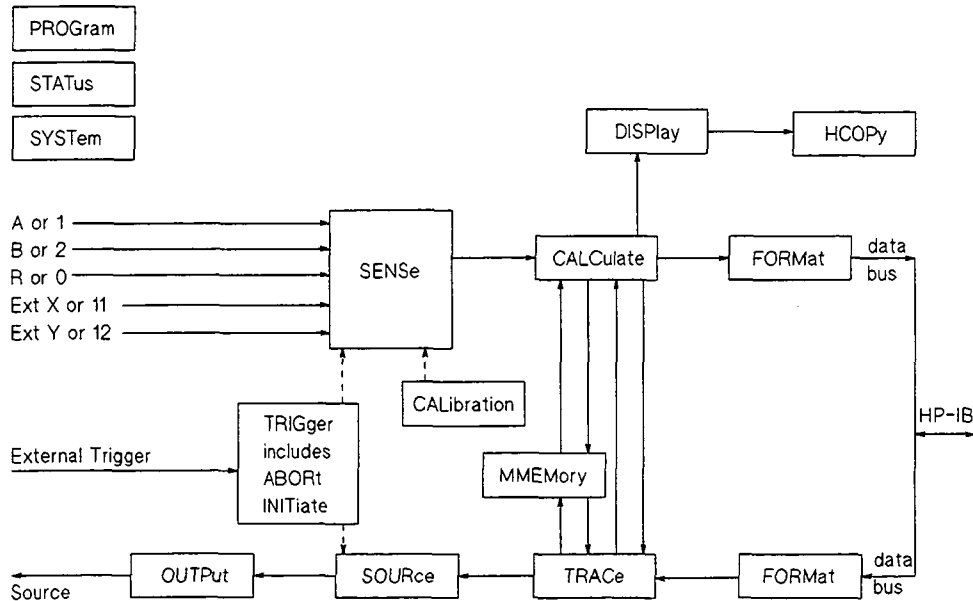 PROGram
STATus
SYSTem
DISPlay
HCOPy
A or 1
B or 2
R or 0
Ext X or 11
Ext Y or 12
SENSe
CALCulate
FORMat
data
bus
CALibration
TRIGger
includes
ABORt
INITiate
External Trigger
MMEMory
HP-IB
Source
OUTPut
SOURce
TRACe
FORMat
data
bus